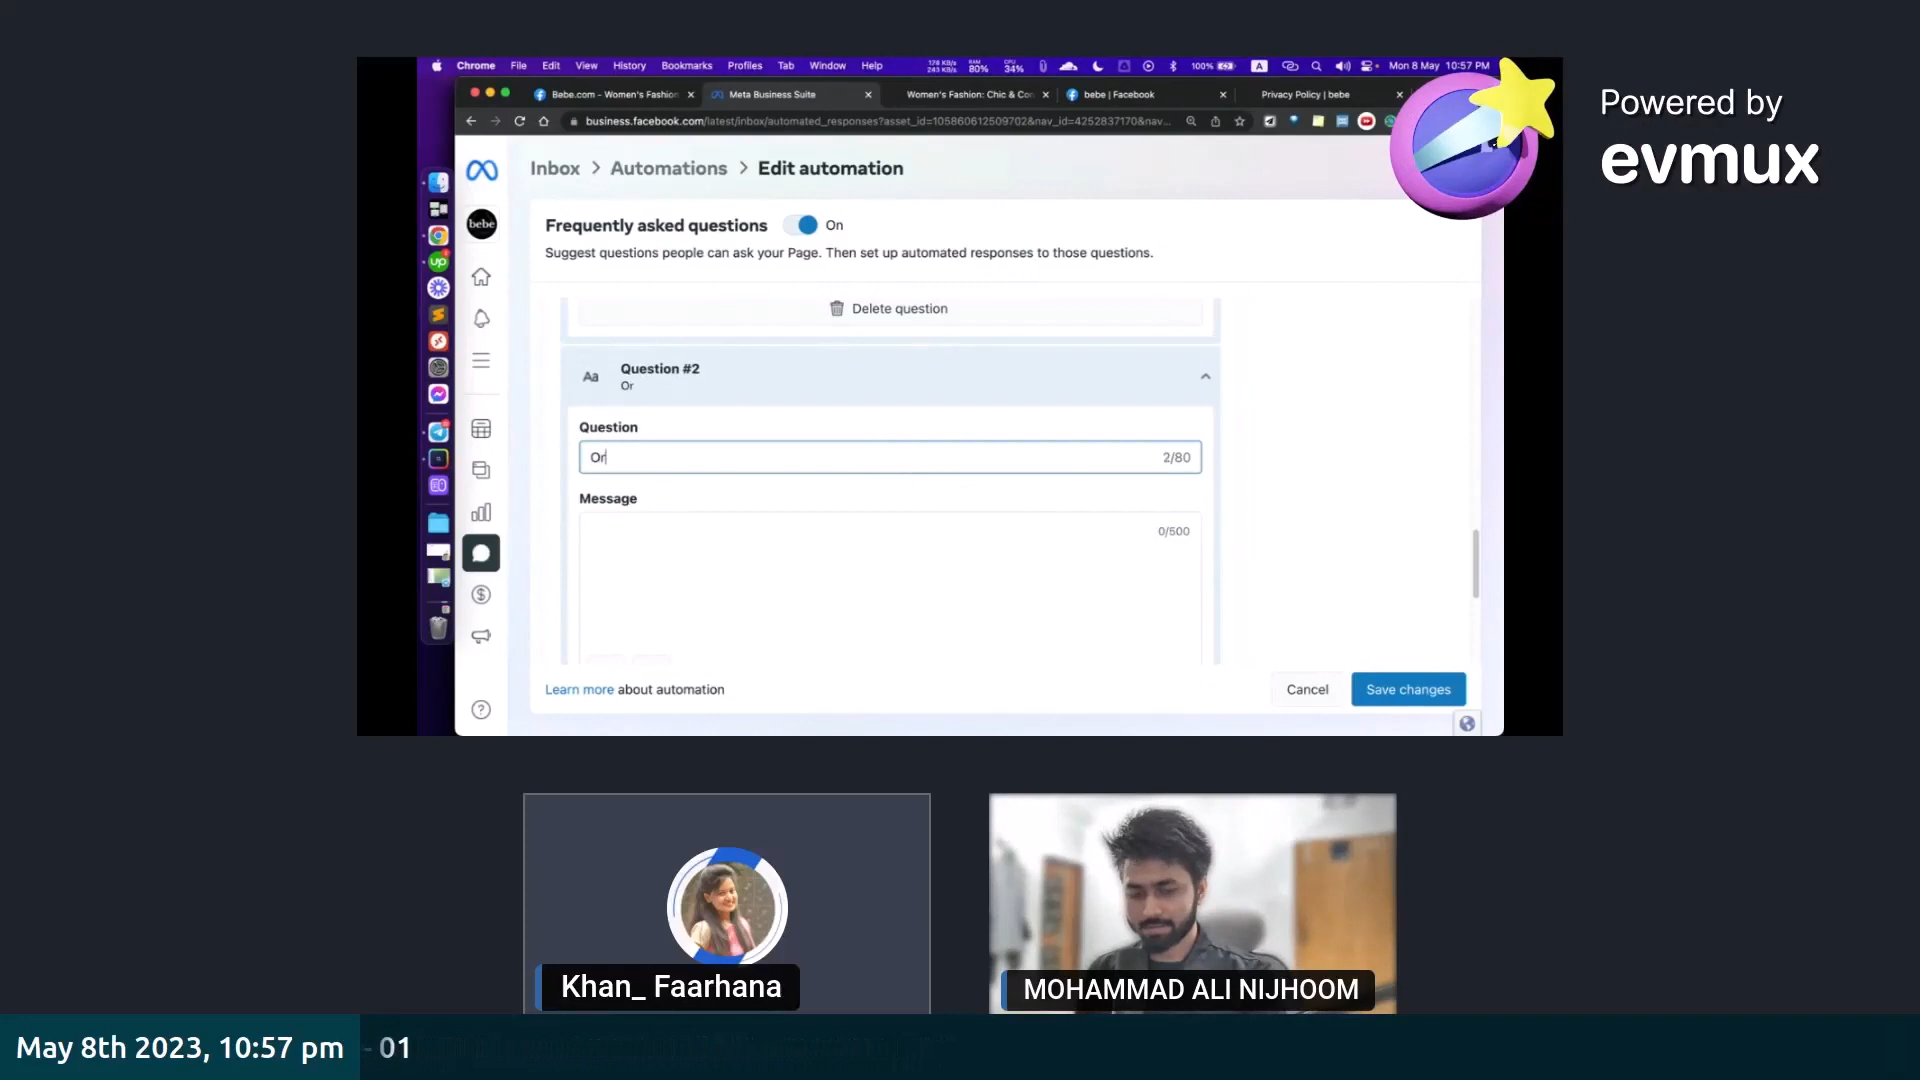 Chrome File Edit View History Bookmarks Profiles Tab Window Help 80% 34% 100% A Mon 8 May 10:57 PM
Bebe.com - Women's Fashion Meta Business Suite Women's Fashion: Chic & Co bebe | Facebook Privacy Policy | bebe
business.facebook.com/latest/inbox/automated_responses?asset_id=105860612509702&nav_id=4252837170&nav...
Powered by
evmux
Inbox > Automations > Edit automation
bebe
up
Frequently asked questions On
Suggest questions people can ask your Page. Then set up automated responses to those questions.
Delete question
Aa Question #2
Or
Question
Or 2/80
Message
0/500
Learn more about automation Cancel Save changes
Khan_ Faarhana
MOHAMMAD ALI NIJHOOM
May 8th 2023, 10:57 pm - 01